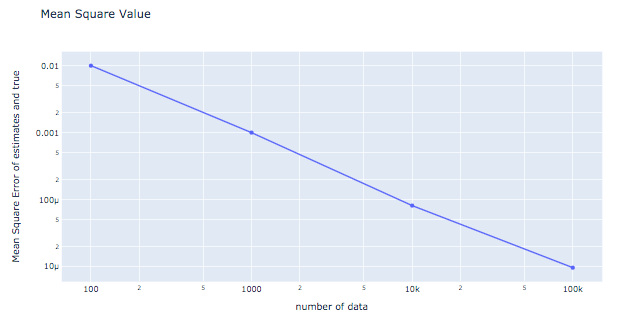 Mean Square Value
Mean Square Error of estimates and true
0.01
5
2
0.001
5
2
100μ
5
2
10μ
100 2 5 1000 2 5 10k 2 5 100k
number of data